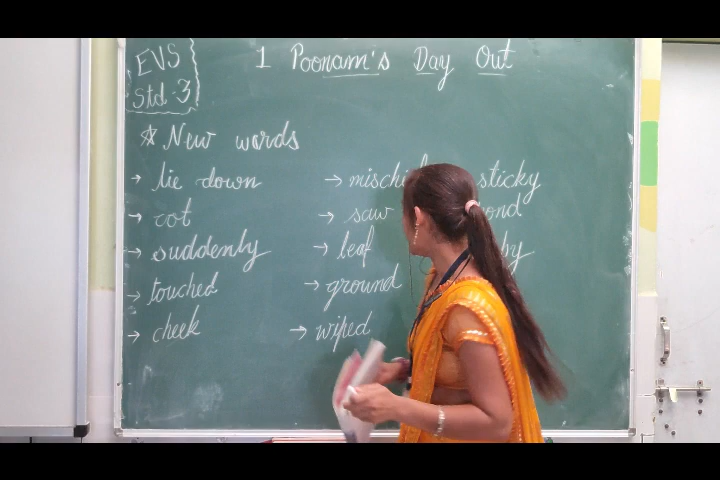 EVS
Std-3
1 Poonam's Day Out
☆ New words
→ lie down → sticky
→ cot → saw
→ suddenly → leaf
→ touched → ground
→ cheek → wiped